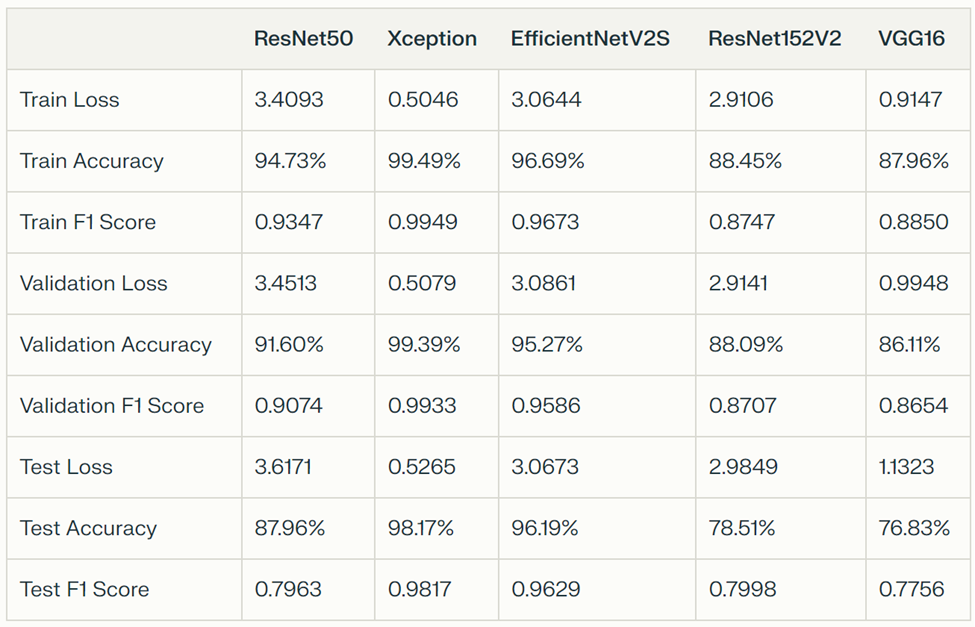 ResNet50 Xception EfficientNetV2S ResNet152V2 VGG16
Train Loss 3.4093 0.5046 3.0644 2.9106 0.9147
Train Accuracy 94.73% 99.49% 96.69% 88.45% 87.96%
Train F1 Score 0.9347 0.9949 0.9673 0.8747 0.8850
Validation Loss 3.4513 0.5079 3.0861 2.9141 0.9948
Validation Accuracy 91.60% 99.39% 95.27% 88.09% 86.11%
Validation F1 Score 0.9074 0.9933 0.9586 0.8707 0.8654
Test Loss 3.6171 0.5265 3.0673 2.9849 1.1323
Test Accuracy 87.96% 98.17% 96.19% 78.51% 76.83%
Test F1 Score 0.7963 0.9817 0.9629 0.7998 0.7756